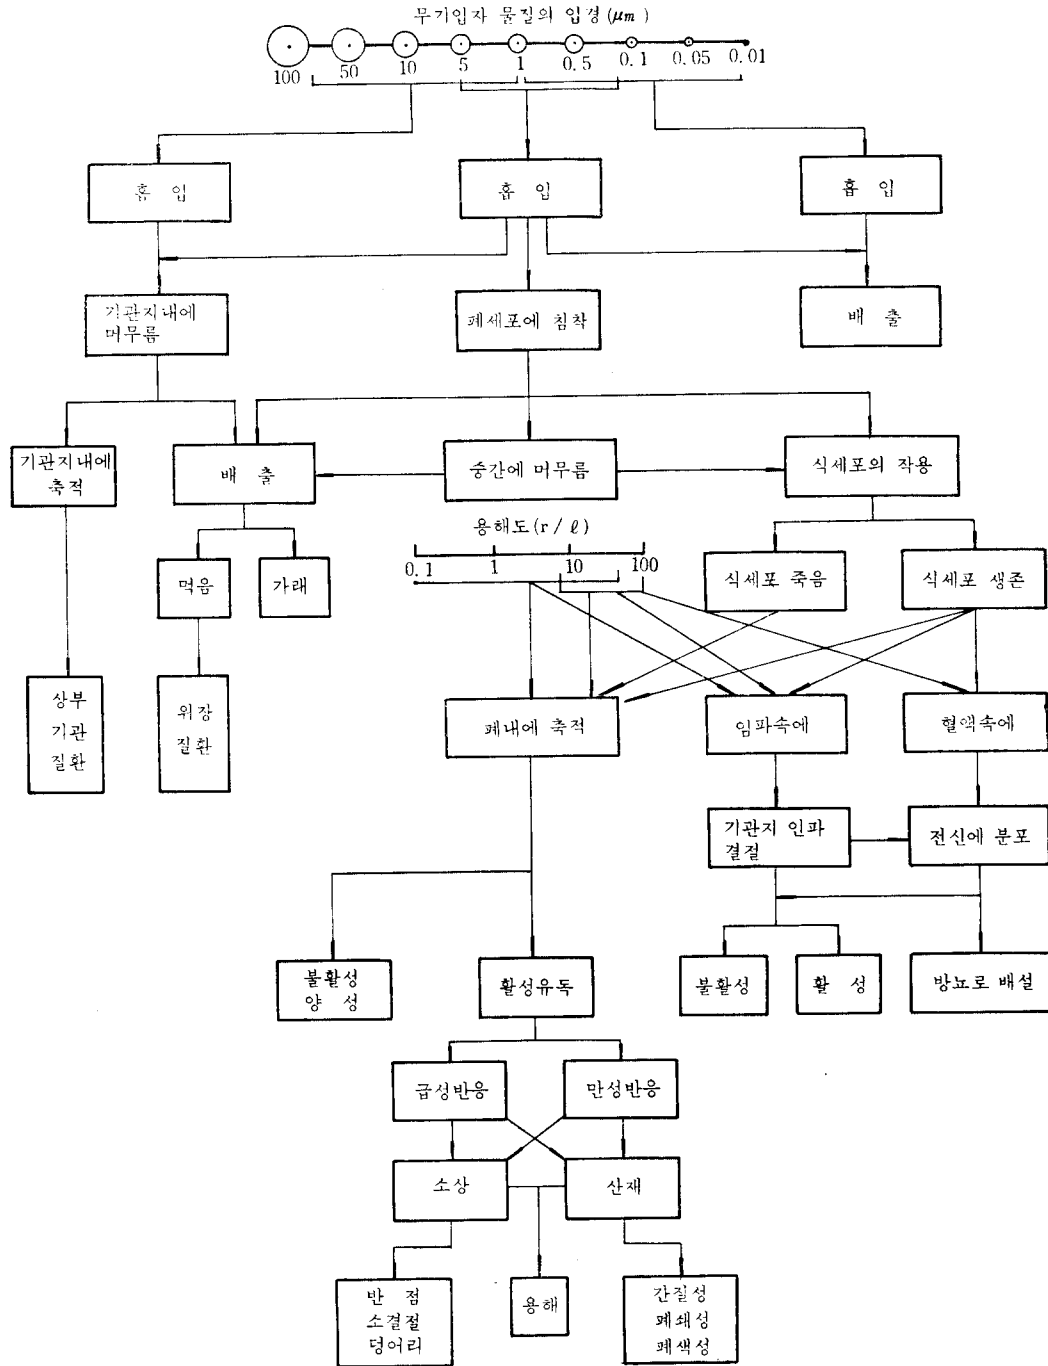 무기입자 물질의 입경(μm)
100 50 10 5 1 0.5 0.1 0.05 0.01
흡 입
흡 입
흡 입
기관지내에
머무름
폐세포에 침착
배 출
기관지내에
축적
배 출
중간에 머무름
식세포의 작용
용해도(r/ℓ)
0.1 1 10 100
먹음
가래
식세포 죽음
식세포 생존
상부
기관
질환
위장
질환
폐내에 축적
임파속에
혈액속에
기관지 인파
결절
전신에 분포
불활성
양 성
활성유독
불활성
활 성
방뇨로 배설
급성반응
만성반응
소상
산재
반 점
소결절
덩어리
용해
간질성
폐쇄성
폐색성